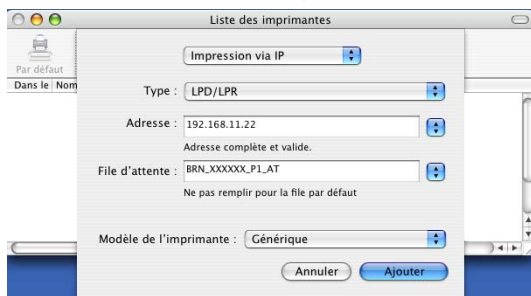 Liste des imprimantes
Par défaut
Dans le Nom
Impression via IP
Type : LPD/LPR
Adresse : 192.168.11.22
Adresse complète et valide.
File d'attente : BRN_XXXXXX_P1_AT
Ne pas remplir pour la file par défaut
Modèle de l'imprimante : Générique
Annuler Ajouter